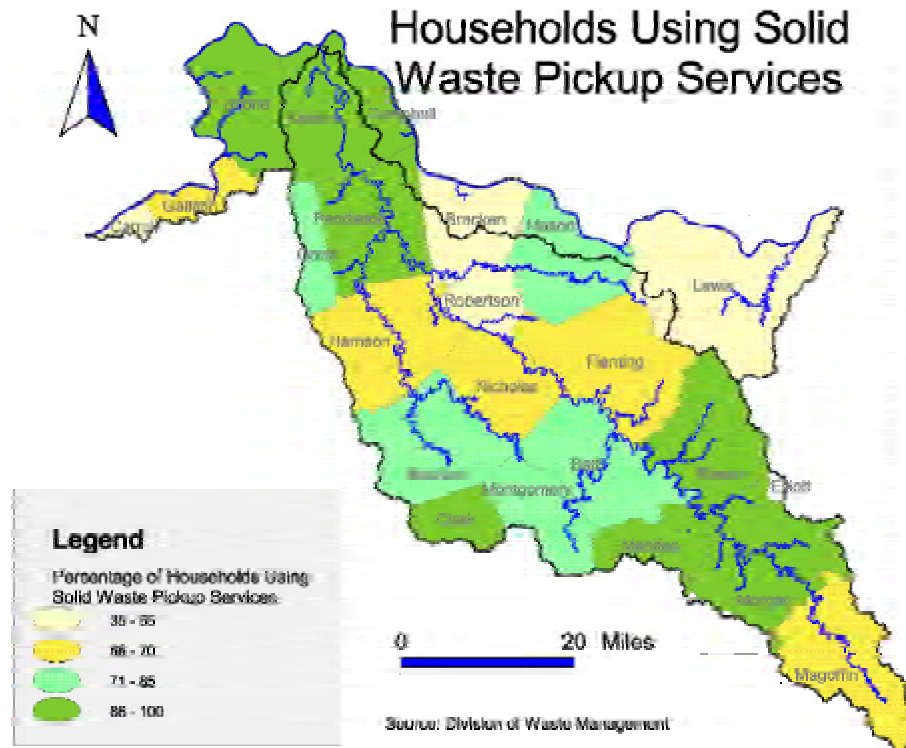 Households Using Solid
Waste Pickup Services
N
Boone
Kenton
Campbell
Gallatin
Carroll
Pendleton
Bracken
Mason
Grant
Lewis
Robertson
Harrison
Fleming
Nicholas
Bath
Bourbon
Montgomery
Rowan
Elliott
Clark
Menifee
Morgan
Magoffin
Legend
Percentage of Households Using
Solid Waste Pickup Services
35 - 55
66 - 70
71 - 85
86 - 100
0 20 Miles
Source: Division of Waste Management